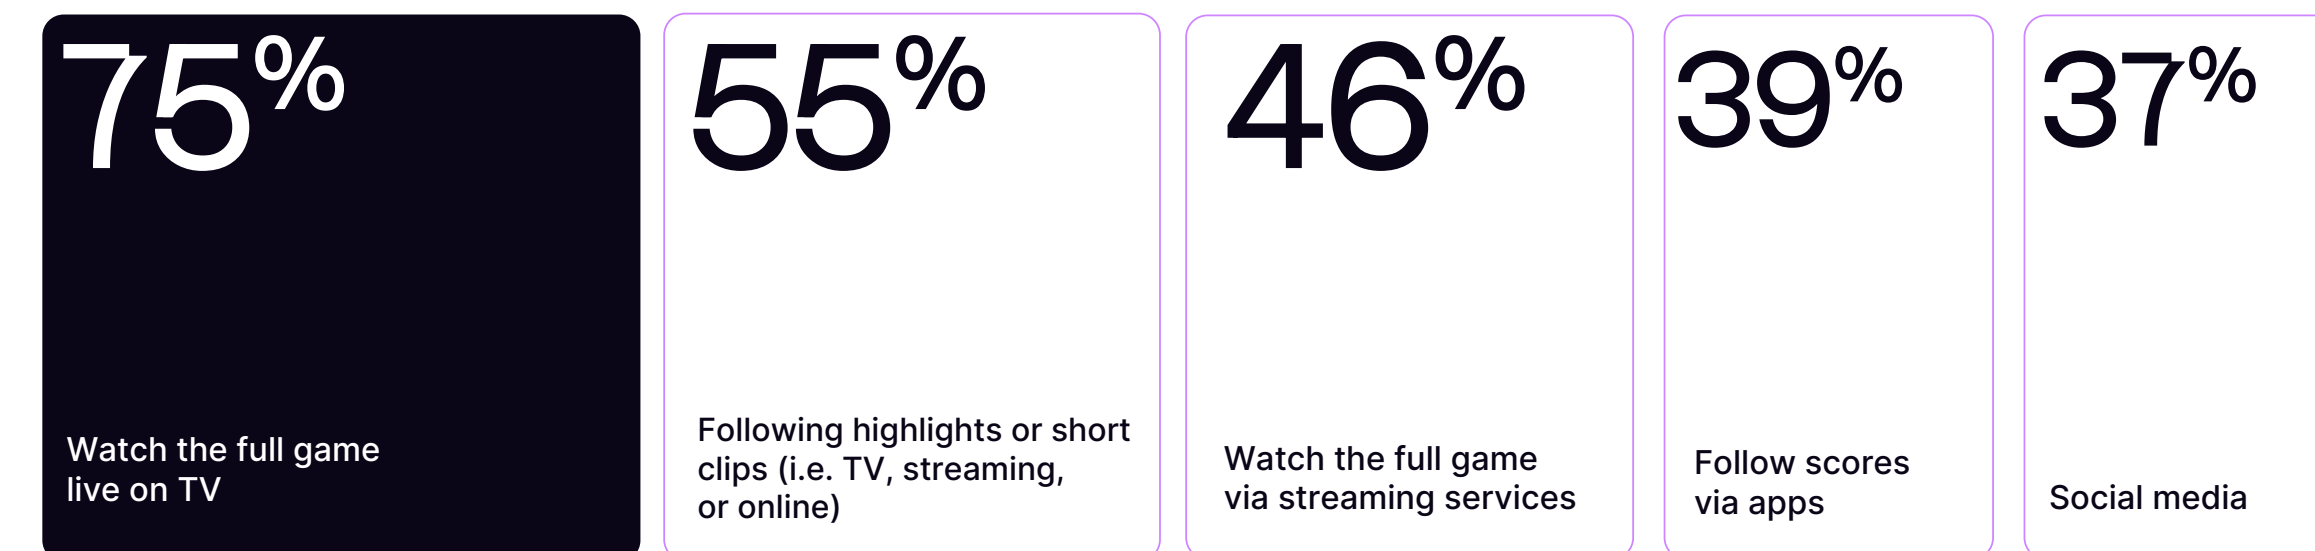 75%
Watch the full game
live on TV
55%
Following highlights or short
clips (i.e. TV, streaming,
or online)
46%
Watch the full game
via streaming services
39%
Follow scores
via apps
37%
Social media